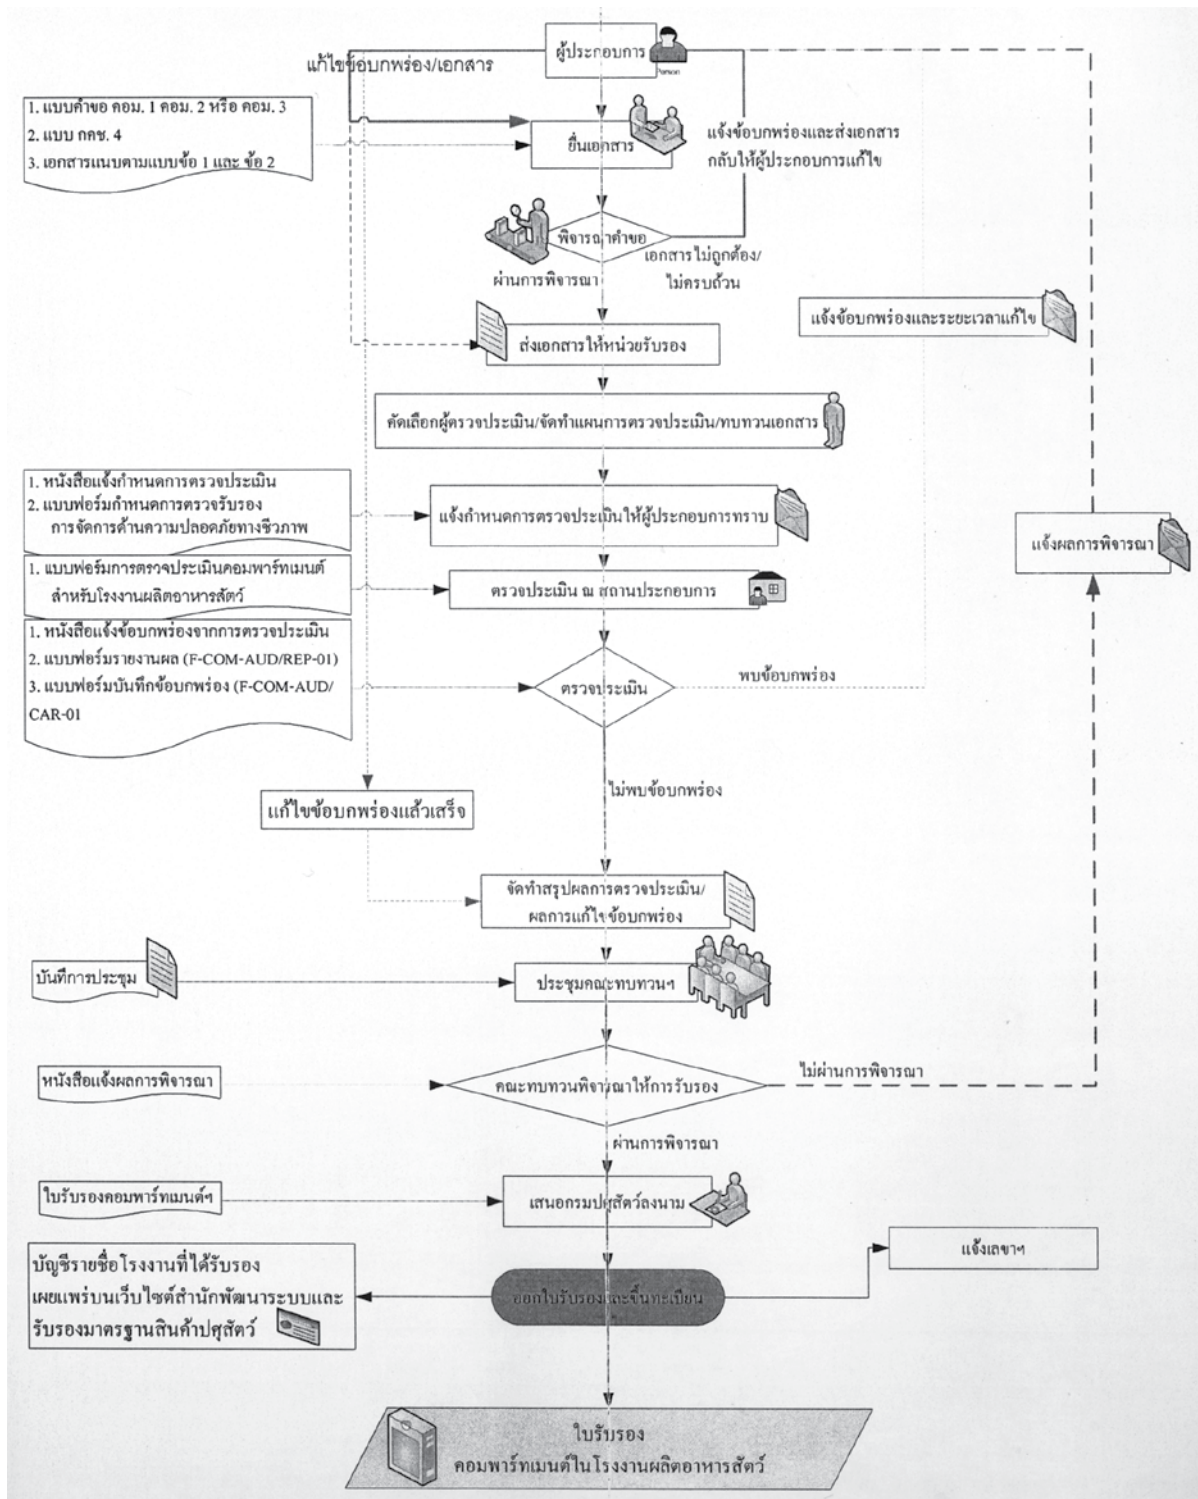 ผู้ประกอบการ
Person
แก้ไขข้อบกพร่อง/เอกสาร
1. แบบคำขอ คอม. 1 คอม. 2 หรือ คอม. 3
2. แบบ กคช. 4
3. เอกสารแนบตามแบบข้อ 1 และ ข้อ 2
ยื่นเอกสาร
แจ้งข้อบกพร่องและส่งเอกสาร
กลับให้ผู้ประกอบการแก้ไข
พิจารณาคำขอ
เอกสารไม่ถูกต้อง/
ไม่ครบถ้วน
ผ่านการพิจารณา
แจ้งข้อบกพร่องและระยะเวลาแก้ไข
ส่งเอกสารให้หน่วยรับรอง
คัดเลือกผู้ตรวจประเมิน/จัดทำแผนการตรวจประเมิน/ทบทวนเอกสาร
1. หนังสือแจ้งกำหนดการตรวจประเมิน
2. แบบฟอร์มกำหนดการตรวจรับรอง
การจัดการด้านความปลอดภัยทางชีวภาพ
แจ้งกำหนดการตรวจประเมินให้ผู้ประกอบการทราบ
แจ้งผลการพิจารณา
1. แบบฟอร์มการตรวจประเมินคอมพาร์ทเมนต์
สำหรับโรงงานผลิตอาหารสัตว์
ตรวจประเมิน ณ สถานประกอบการ
1. หนังสือแจ้งข้อบกพร่องจากการตรวจประเมิน
2. แบบฟอร์มรายงานผล (F-COM-AUD/REP-01)
3. แบบฟอร์มบันทึกข้อบกพร่อง (F-COM-AUD/
CAR-01
ตรวจประเมิน
พบข้อบกพร่อง
ไม่พบข้อบกพร่อง
แก้ไขข้อบกพร่องแล้วเสร็จ
จัดทำสรุปผลการตรวจประเมิน/
ผลการแก้ไขข้อบกพร่อง
บันทึการประชุม
ประชุมคณะทบทวนฯ
หนังสือแจ้งผลการพิจารณา
คณะทบทวนพิจารณาให้การรับรอง
ไม่ผ่านการพิจารณา
ผ่านการพิจารณา
ใบรับรองคอมพาร์ทเมนต์ฯ
เสนอกรมปศุสัตว์ลงนาม
บัญชีรายชื่อโรงงานที่ได้รับรอง
เผยแพร่บนเว็บไซต์สำนักพัฒนาระบบและ
รับรองมาตรฐานสินค้าปศุสัตว์
ออกใบรับรองและขึ้นทะเบียน
แจ้งเลขาฯ
ใบรับรอง
คอมพาร์ทเมนต์ในโรงงานผลิตอาหารสัตว์